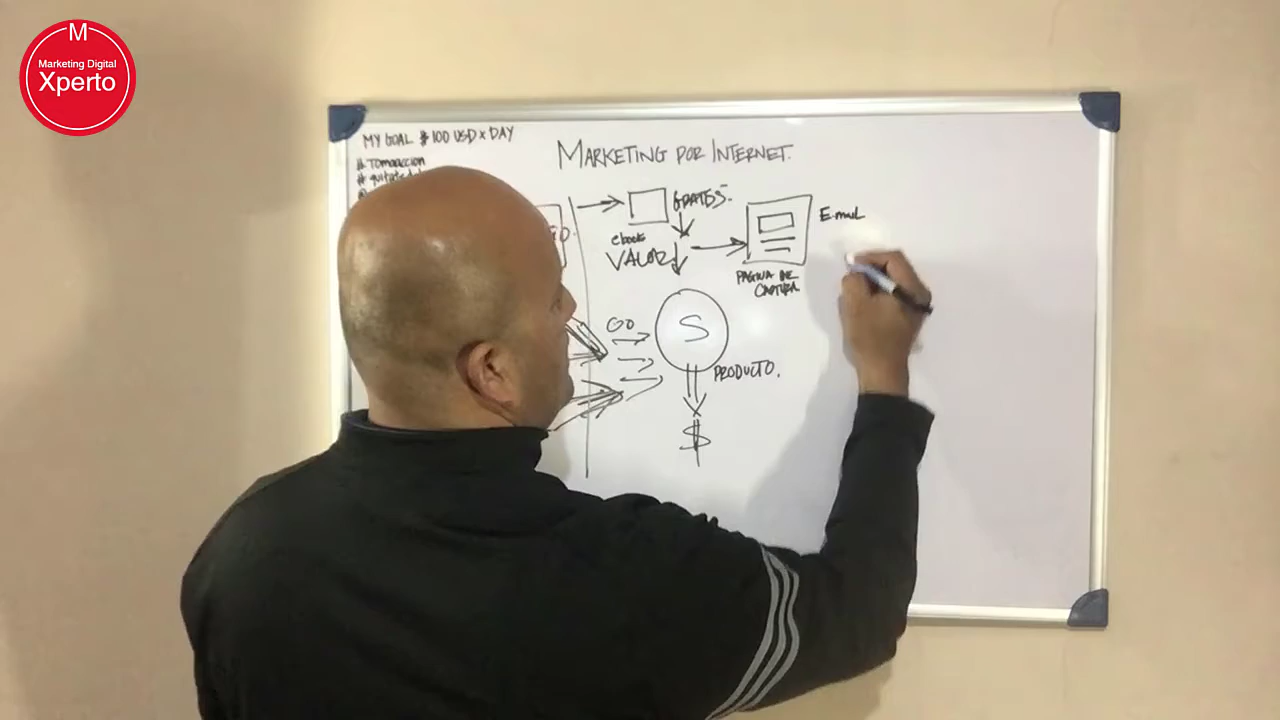 M
Marketing Digital
Xperto
MY GOAL $ 100 USD x DAY
# TOMAACCION
MARKETING POR INTERNET.
GRATIS
ebook
VALOR
E-mail
PAGINA DE
CAPTURA
GO
S
PRODUCTO.
$